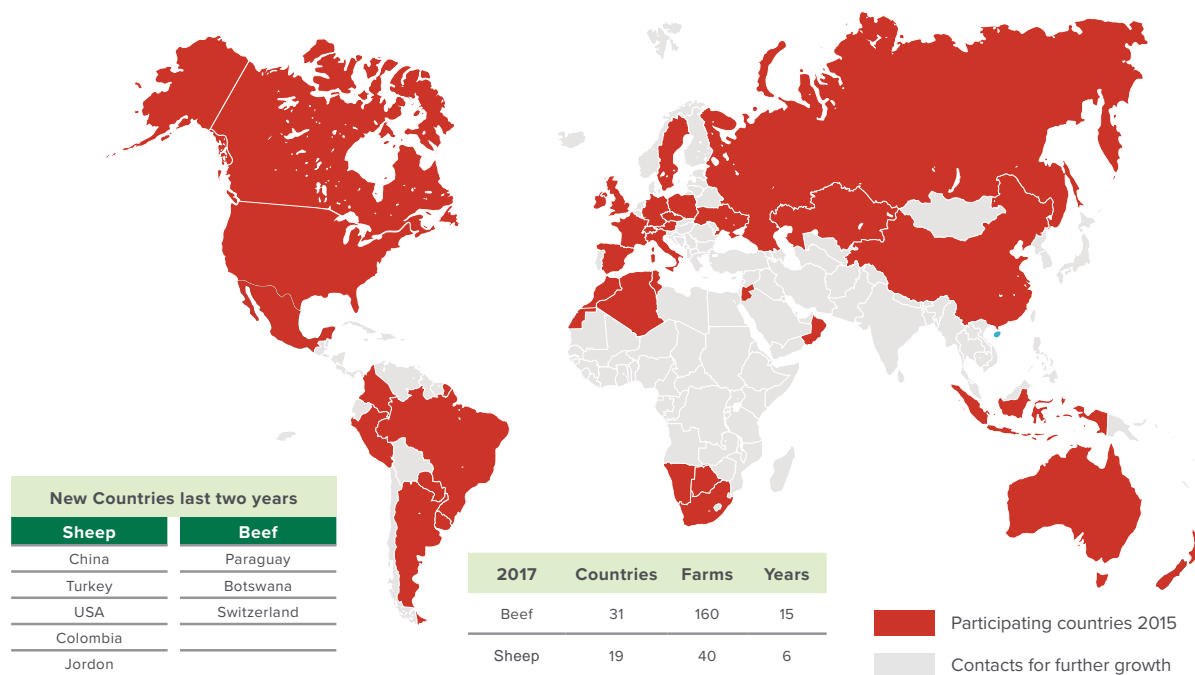 New Countries last two years
Sheep Beef
China Paraguay
Turkey Botswana
USA Switzerland
Colombia
Jordon
2017 Countries Farms Years
Beef 31 160 15
Sheep 19 40 6
Participating countries 2015
Contacts for further growth